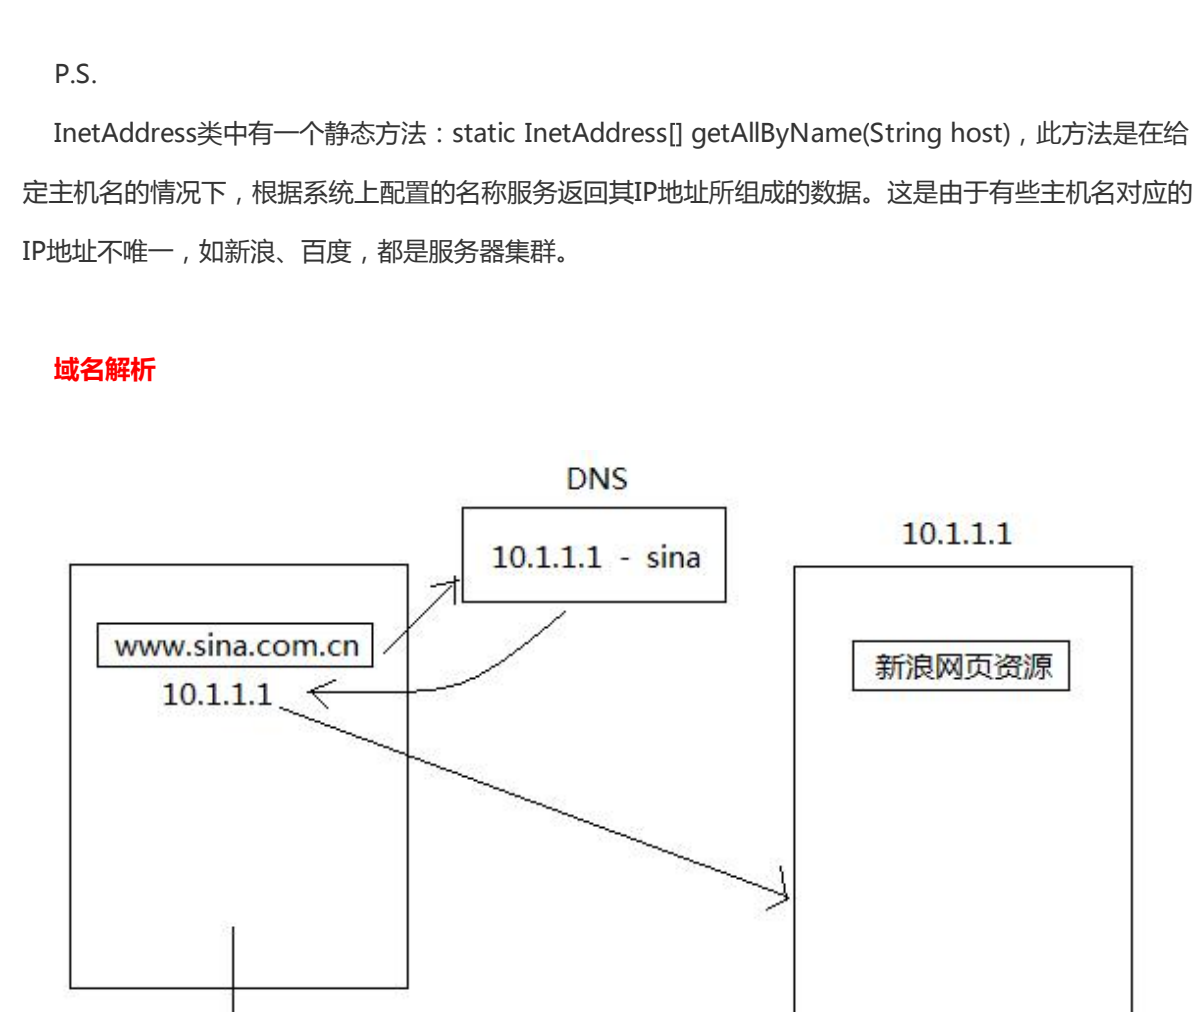 P.S.
InetAddress类中有一个静态方法：static InetAddress[] getAllByName(String host)，此方法是在给
定主机名的情况下，根据系统上配置的名称服务返回其IP地址所组成的数据。这是由于有些主机名对应的
IP地址不唯一，如新浪、百度，都是服务器集群。
域名解析
DNS
10.1.1.1 - sina
10.1.1.1
www.sina.com.cn
10.1.1.1
新浪网页资源